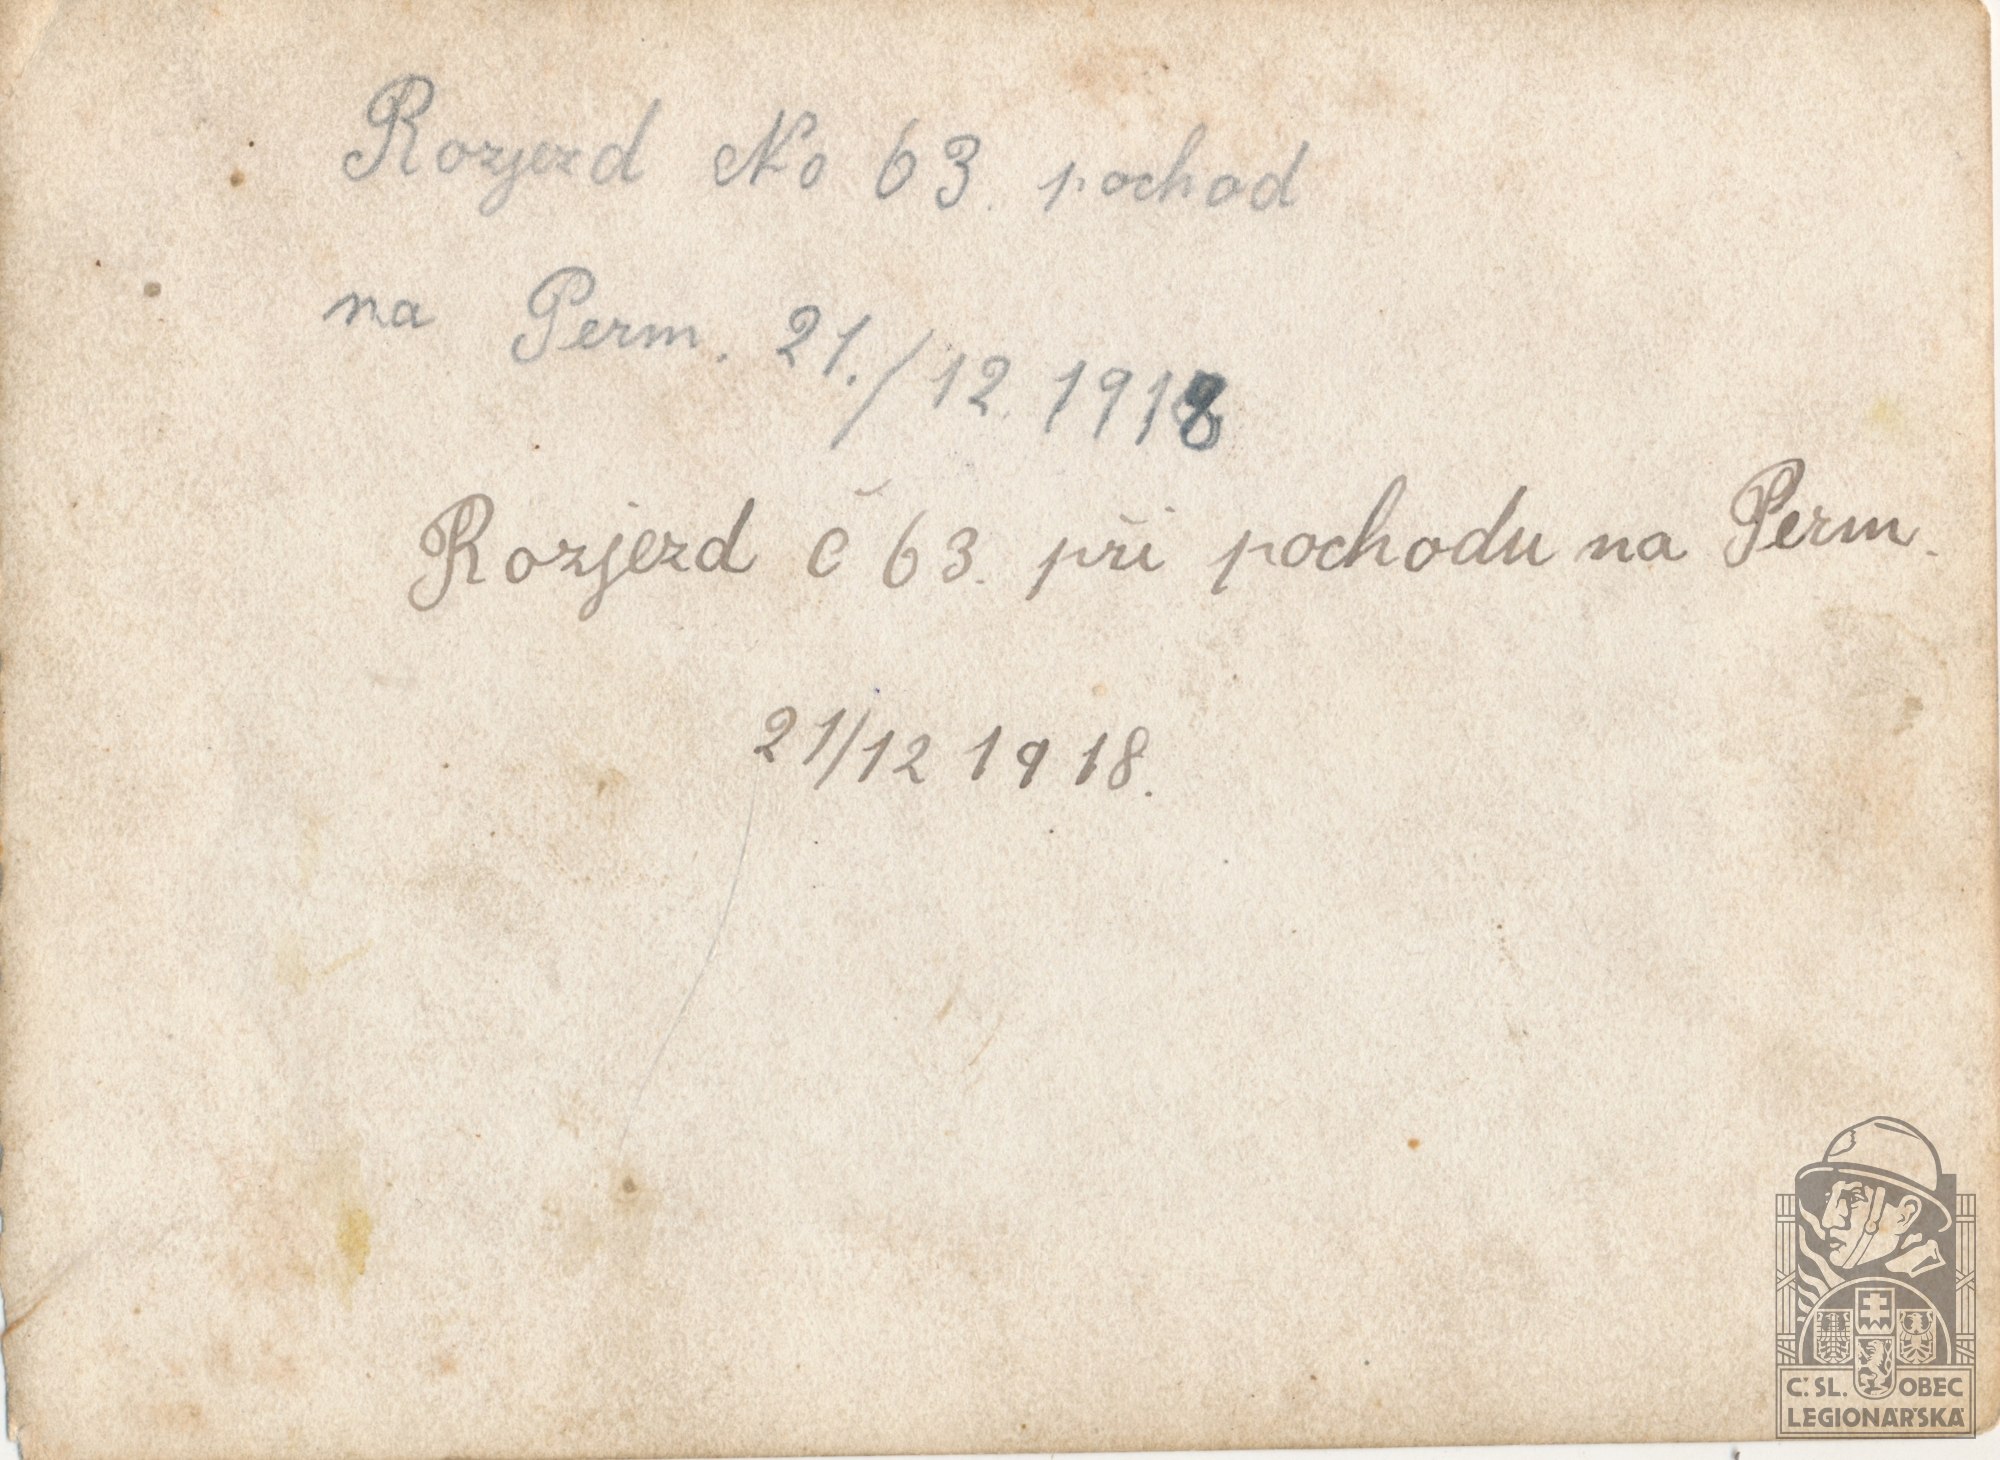 Rozjezd No 63. pochod
na Perm. 21./12. 1918
Rozjezd č 63. při pochodu na Perm.
21/12 1918.
Č. SL. OBEC
LEGIONÁŘSKÁ